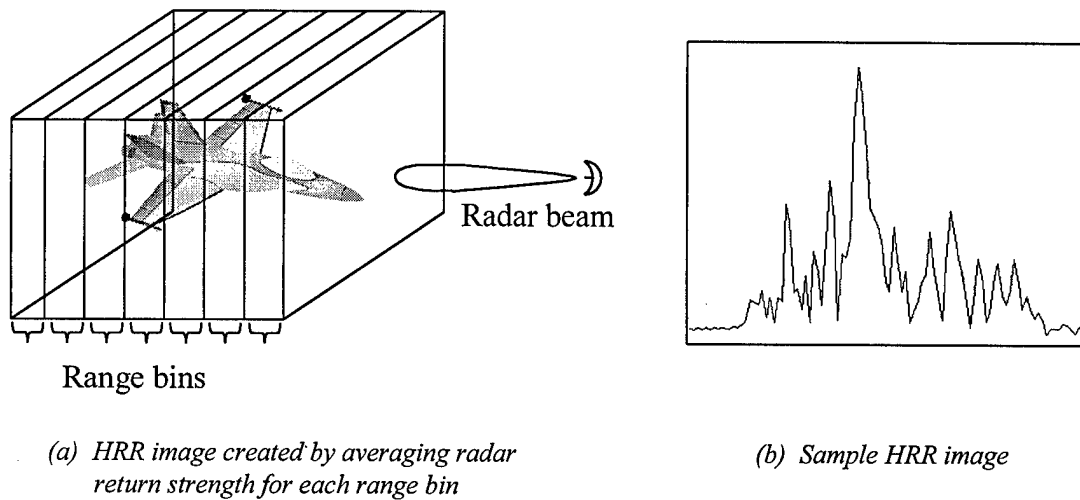 Radar beam
Range bins
(a) HRR image created by averaging radar
return strength for each range bin
(b) Sample HRR image